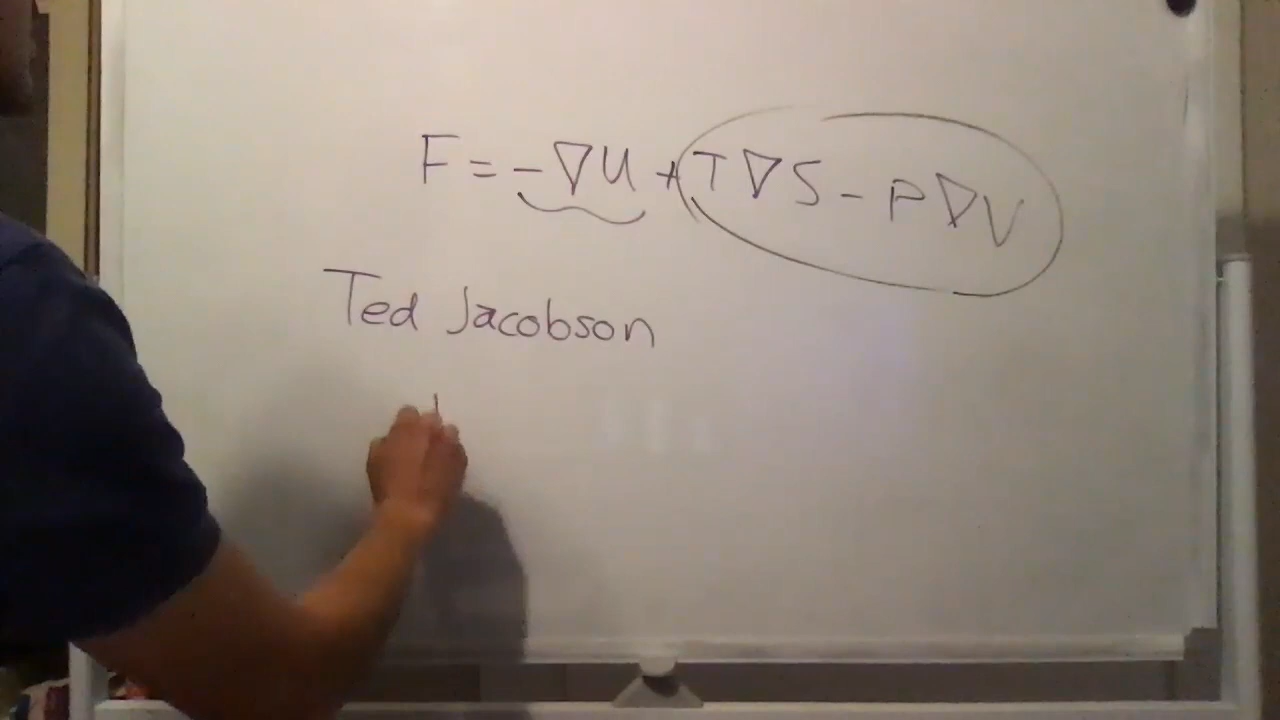 F = -∇U + T∇S - P∇V
Ted Jacobson